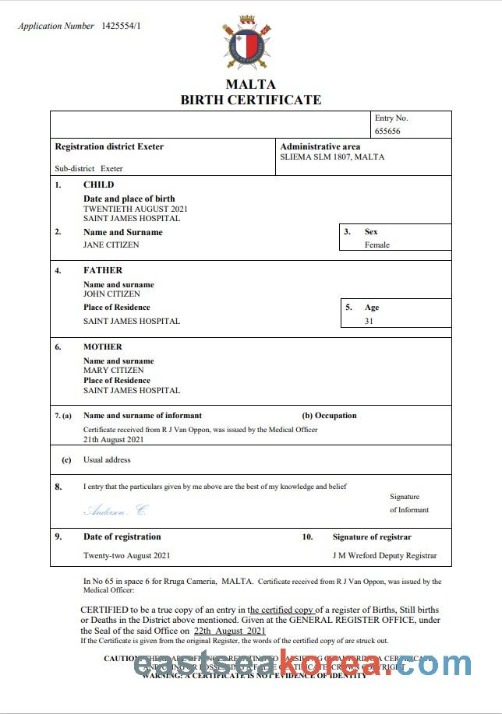 Application Number 1425554/1
MALTA
BIRTH CERTIFICATE
Entry No.
655656
Registration district Exeter
Administrative area
SLIEMA SLM 1807, MALTA
Sub-district Exeter
1. CHILD
Date and place of birth
TWENTIETH AUGUST 2021
SAINT JAMES HOSPITAL
2. Name and Surname
3. Sex
JANE CITIZEN
Female
4. FATHER
Name and surname
JOHN CITIZEN
Place of Residence
5. Age
SAINT JAMES HOSPITAL
31
6. MOTHER
Name and surname
MARY CITIZEN
Place of Residence
SAINT JAMES HOSPITAL
7. (a) Name and surname of informant (b) Occupation
Certificate received from R J Van Oppon, was issued by the Medical Officer
21th August 2021
(c) Usual address
8. I entry that the particulars given by me above are the best of my knowledge and belief
Signature
of Informant
Anderson C
9. Date of registration
10. Signature of registrar
Twenty-two August 2021
J M Wreford Deputy Registrar
In No 65 in space 6 for Rruga Cameria, MALTA. Certificate received from R J Van Oppon, was issued by the
Medical Officer:
CERTIFIED to be a true copy of an entry in the certified copy of a register of Births, Still births
or Deaths in the District above mentioned. Given at the GENERAL REGISTER OFFICE, under
the Seal of the said Office on 22th August 2021
If the Certificate is given from the original Register, the words of the certified copy of are struck out.
CAUTION
WARNING: A CERTIFICATE IS NOT EVIDENCE OF IDENTITY
eastseakorea.com